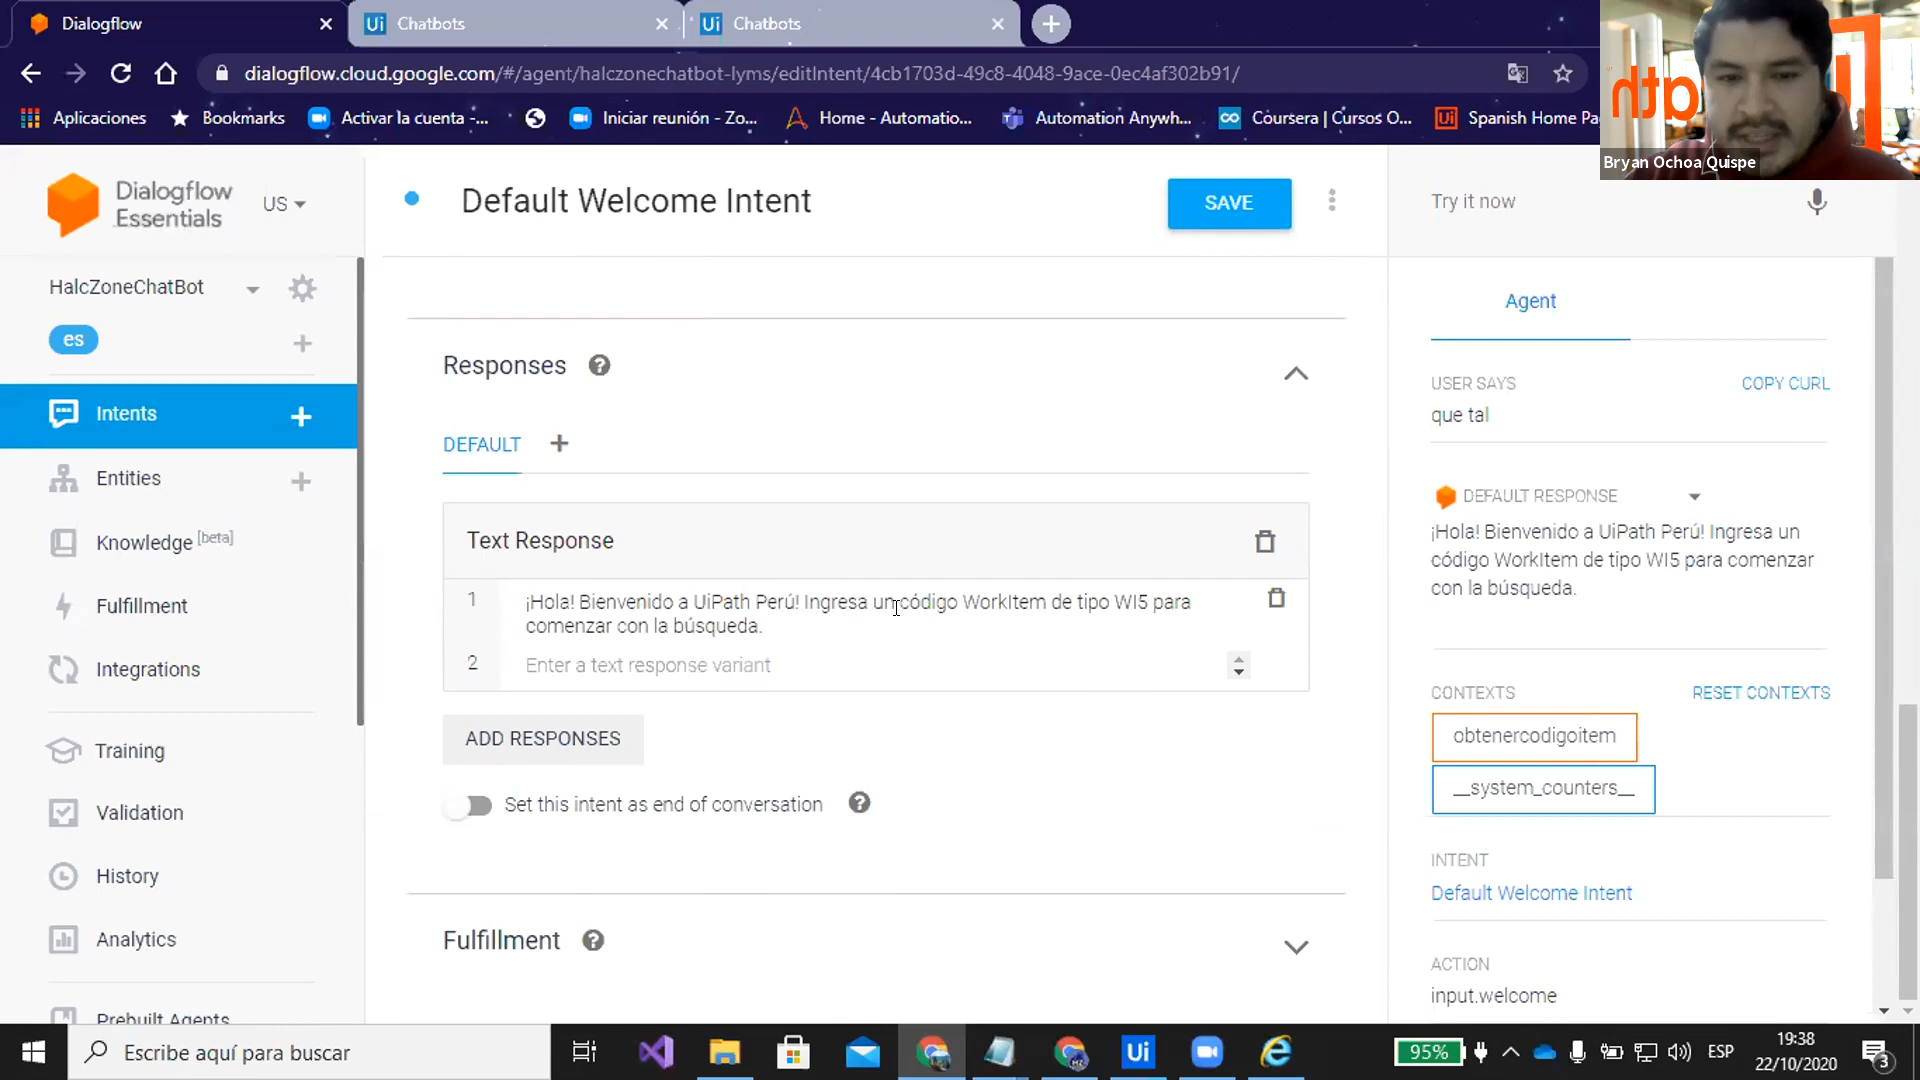 Dialogflow
Chatbots
Chatbots
dialogflow.cloud.google.com/#/agent/halczonechatbot-lyms/editIntent/4cb1703d-49c8-4048-9ace-0ec4af302b91/
Aplicaciones
Bookmarks
Activar la cuenta -...
Iniciar reunión - Zo...
Home - Automatio...
Automation Anywh...
Coursera | Cursos O...
Spanish Home Pa
Bryan Ochoa Quispe
Dialogflow
Essentials
US
Default Welcome Intent
SAVE
Try it now
HalcZoneChatBot
es
Intents
Entities
Knowledge [beta]
Fulfillment
Integrations
Training
Validation
History
Analytics
Prebuilt Agents
Responses
DEFAULT
Text Response
1 ¡Hola! Bienvenido a UiPath Perú! Ingresa un código WorkItem de tipo WI5 para
comenzar con la búsqueda.
2 Enter a text response variant
ADD RESPONSES
Set this intent as end of conversation
Fulfillment
Agent
USER SAYS
COPY CURL
que tal
DEFAULT RESPONSE
¡Hola! Bienvenido a UiPath Perú! Ingresa un
código WorkItem de tipo WI5 para comenzar
con la búsqueda.
CONTEXTS
RESET CONTEXTS
obtenercodigoitem
__system_counters__
INTENT
Default Welcome Intent
ACTION
input.welcome
Escribe aquí para buscar
Ui
95%
ESP
19:38
22/10/2020
3